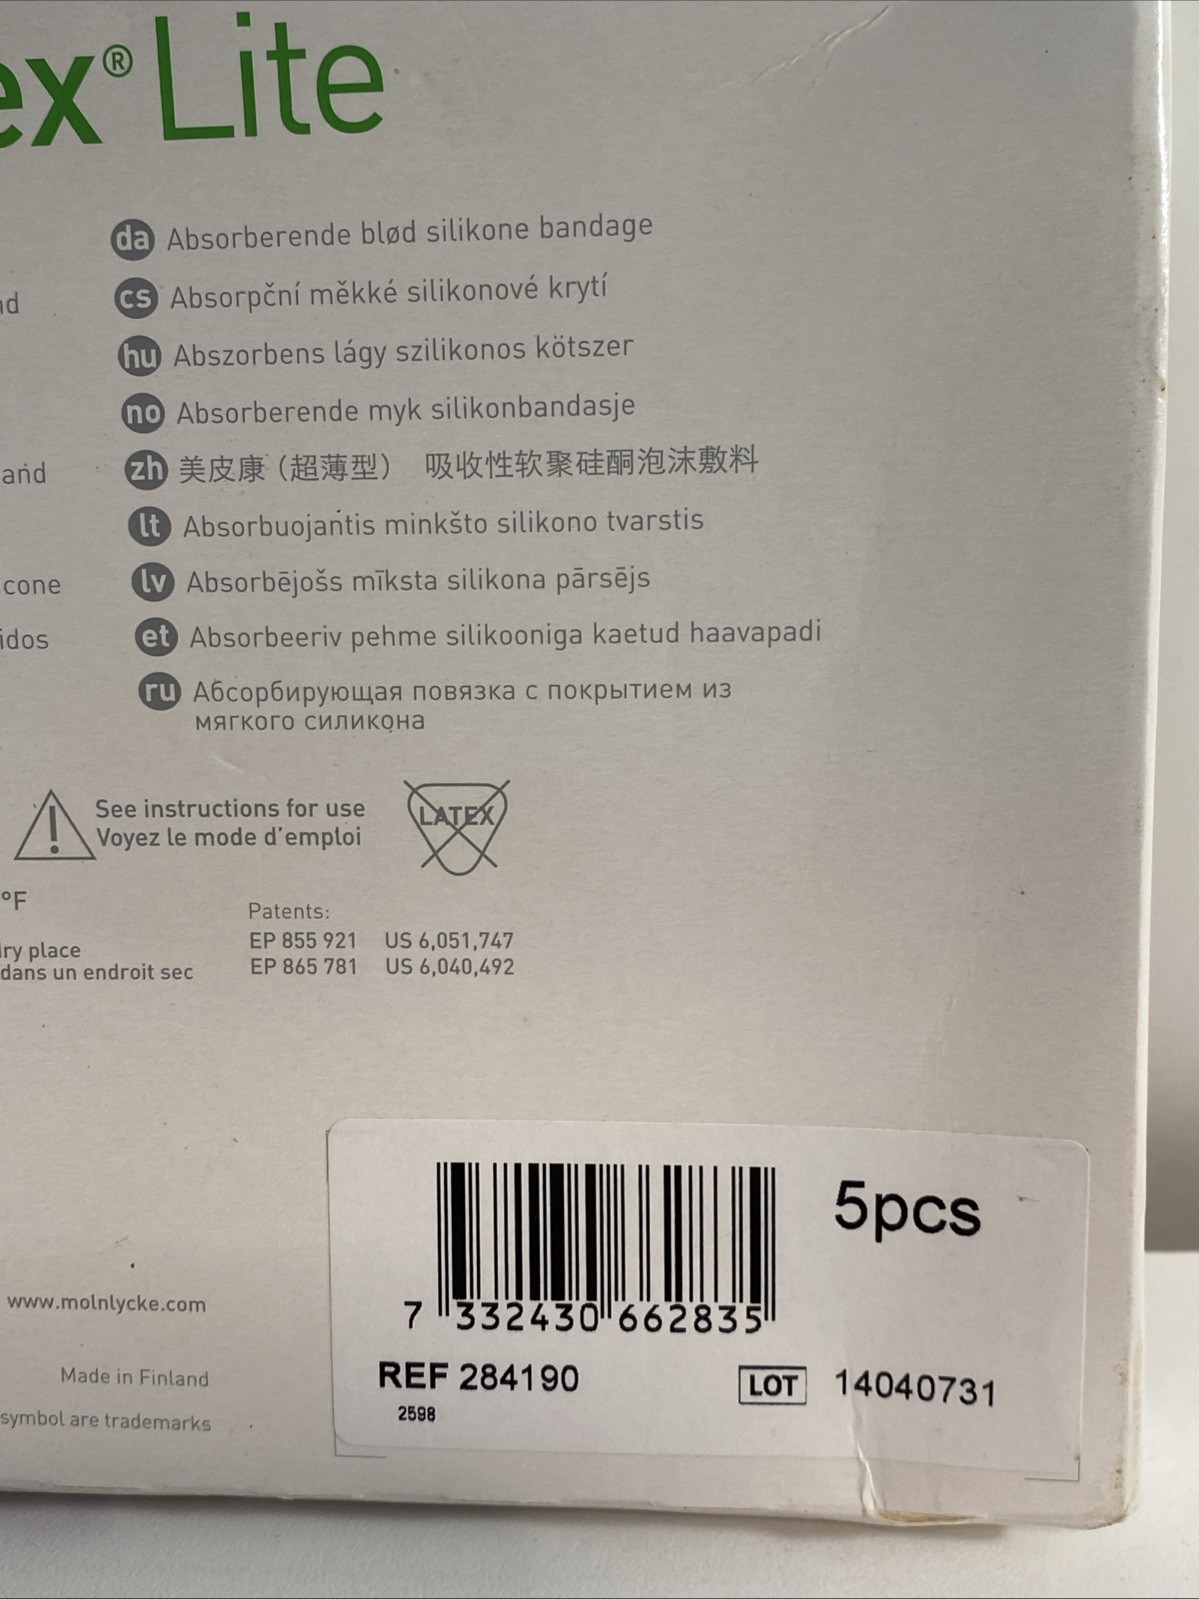 ex® Lite
da Absorberende blød silikone bandage
cs Absorpční měkké silikonové krytí
nd
hu Abszorbens lágy szilikonos kötszer
no Absorberende myk silikonbandasje
and
zh 美皮康（超薄型） 吸收性软聚硅酮泡沫敷料
lt Absorbuojantis minkšto silikono tvarstis
cone
lv Absorbējošs mīksta silikona pārsējs
idos
et Absorbeeriv pehme silikooniga kaetud haavapadi
ru Абсорбирующая повязка с покрытием из
мягкого силикона
See instructions for use
Voyez le mode d'emploi
LATEX
°F
Patents:
EP 855 921 US 6,051,747
EP 865 781 US 6,040,492
ry place
dans un endroit sec
5pcs
7 332430 662835
www.molnlycke.com
REF 284190
LOT 14040731
2598
Made in Finland
symbol are trademarks